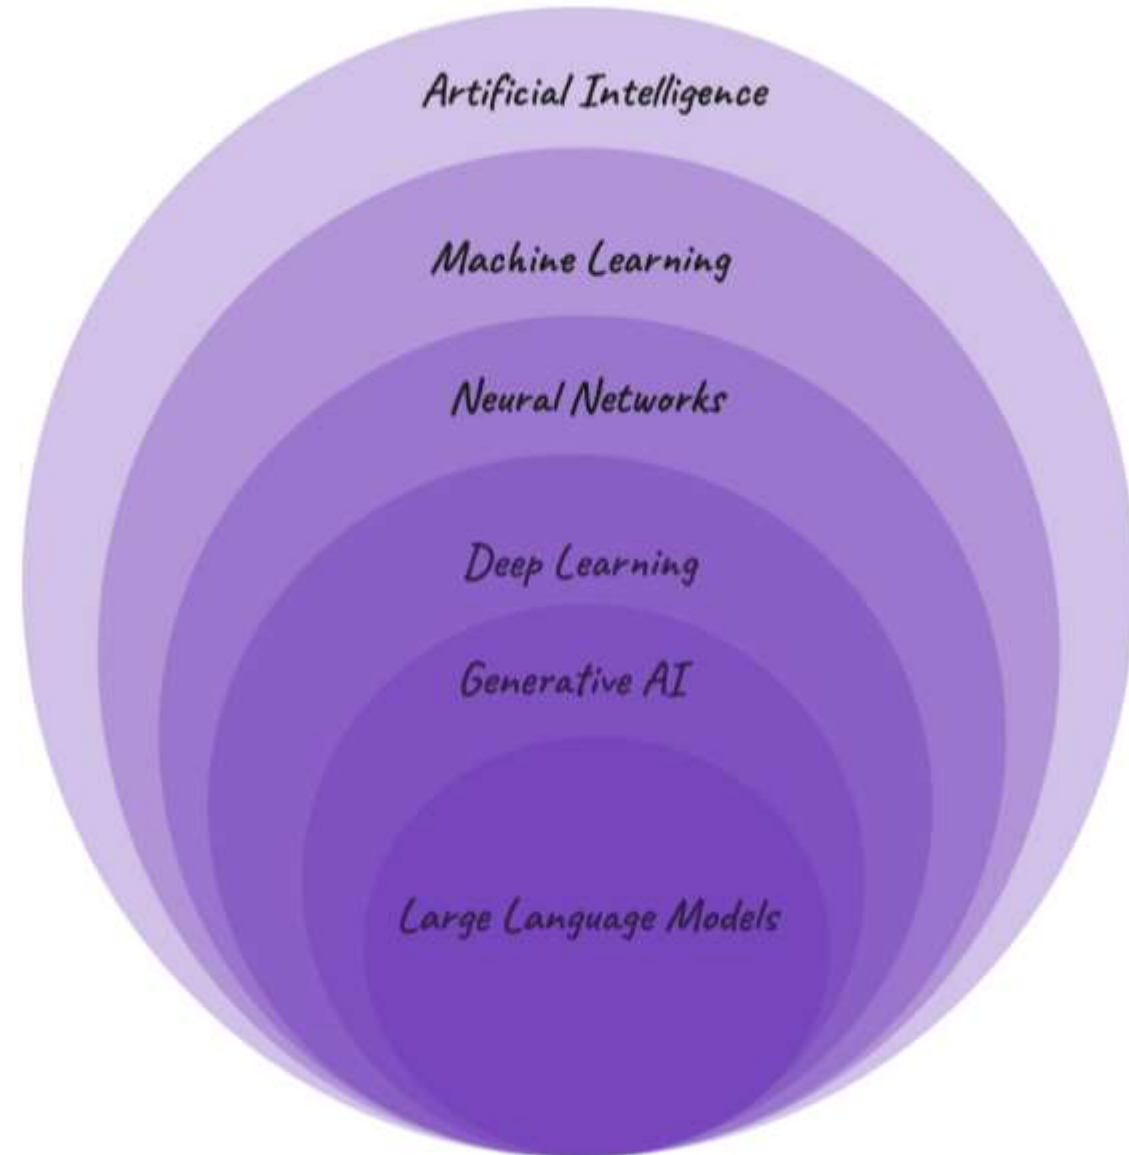 Artificial Intelligence
Machine Learning
Neural Networks
Deep Learning
Generative AI
Large Language Models